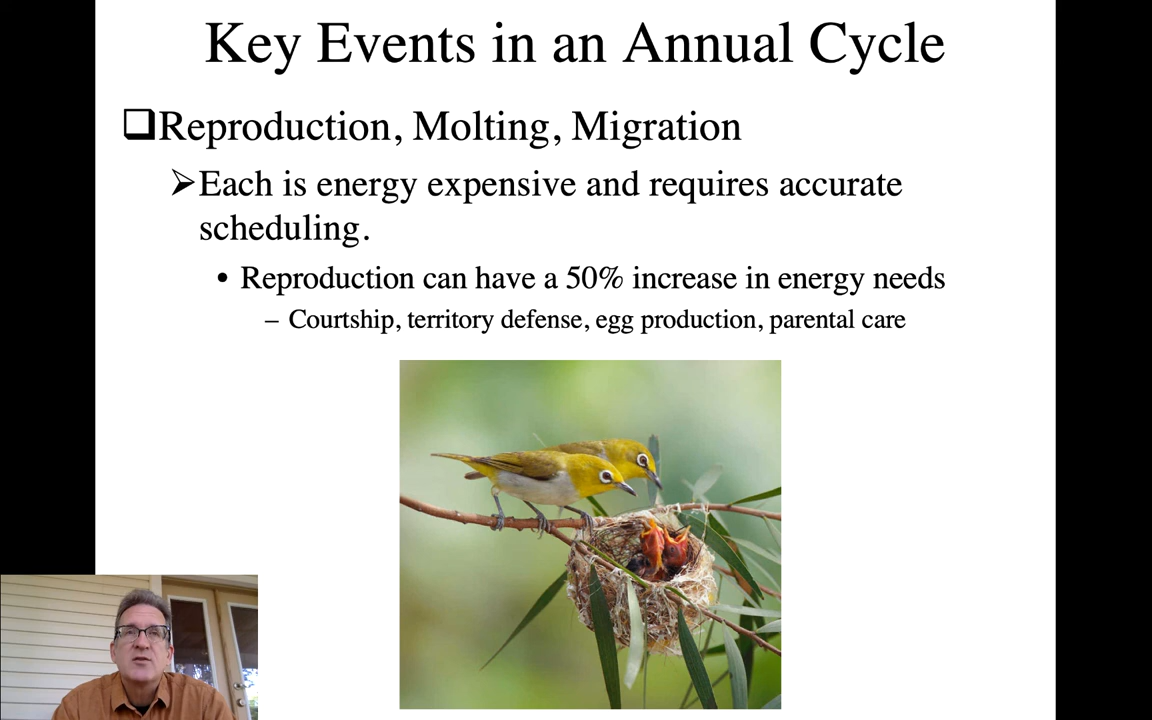 Key Events in an Annual Cycle
❑Reproduction, Molting, Migration
➢Each is energy expensive and requires accurate
scheduling.
• Reproduction can have a 50% increase in energy needs
– Courtship, territory defense, egg production, parental care